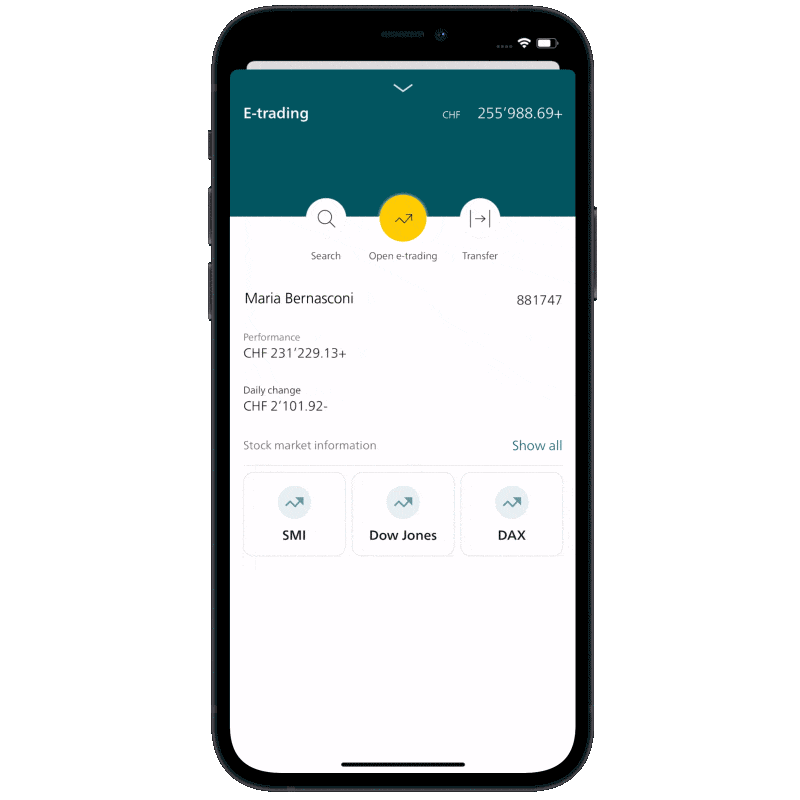 E-trading CHF 255’988.69+
Search Open e-trading Transfer
Maria Bernasconi 881747
Performance
CHF 231’229.13+
Daily change
CHF 2’101.92-
Stock market information Show all
SMI Dow Jones DAX